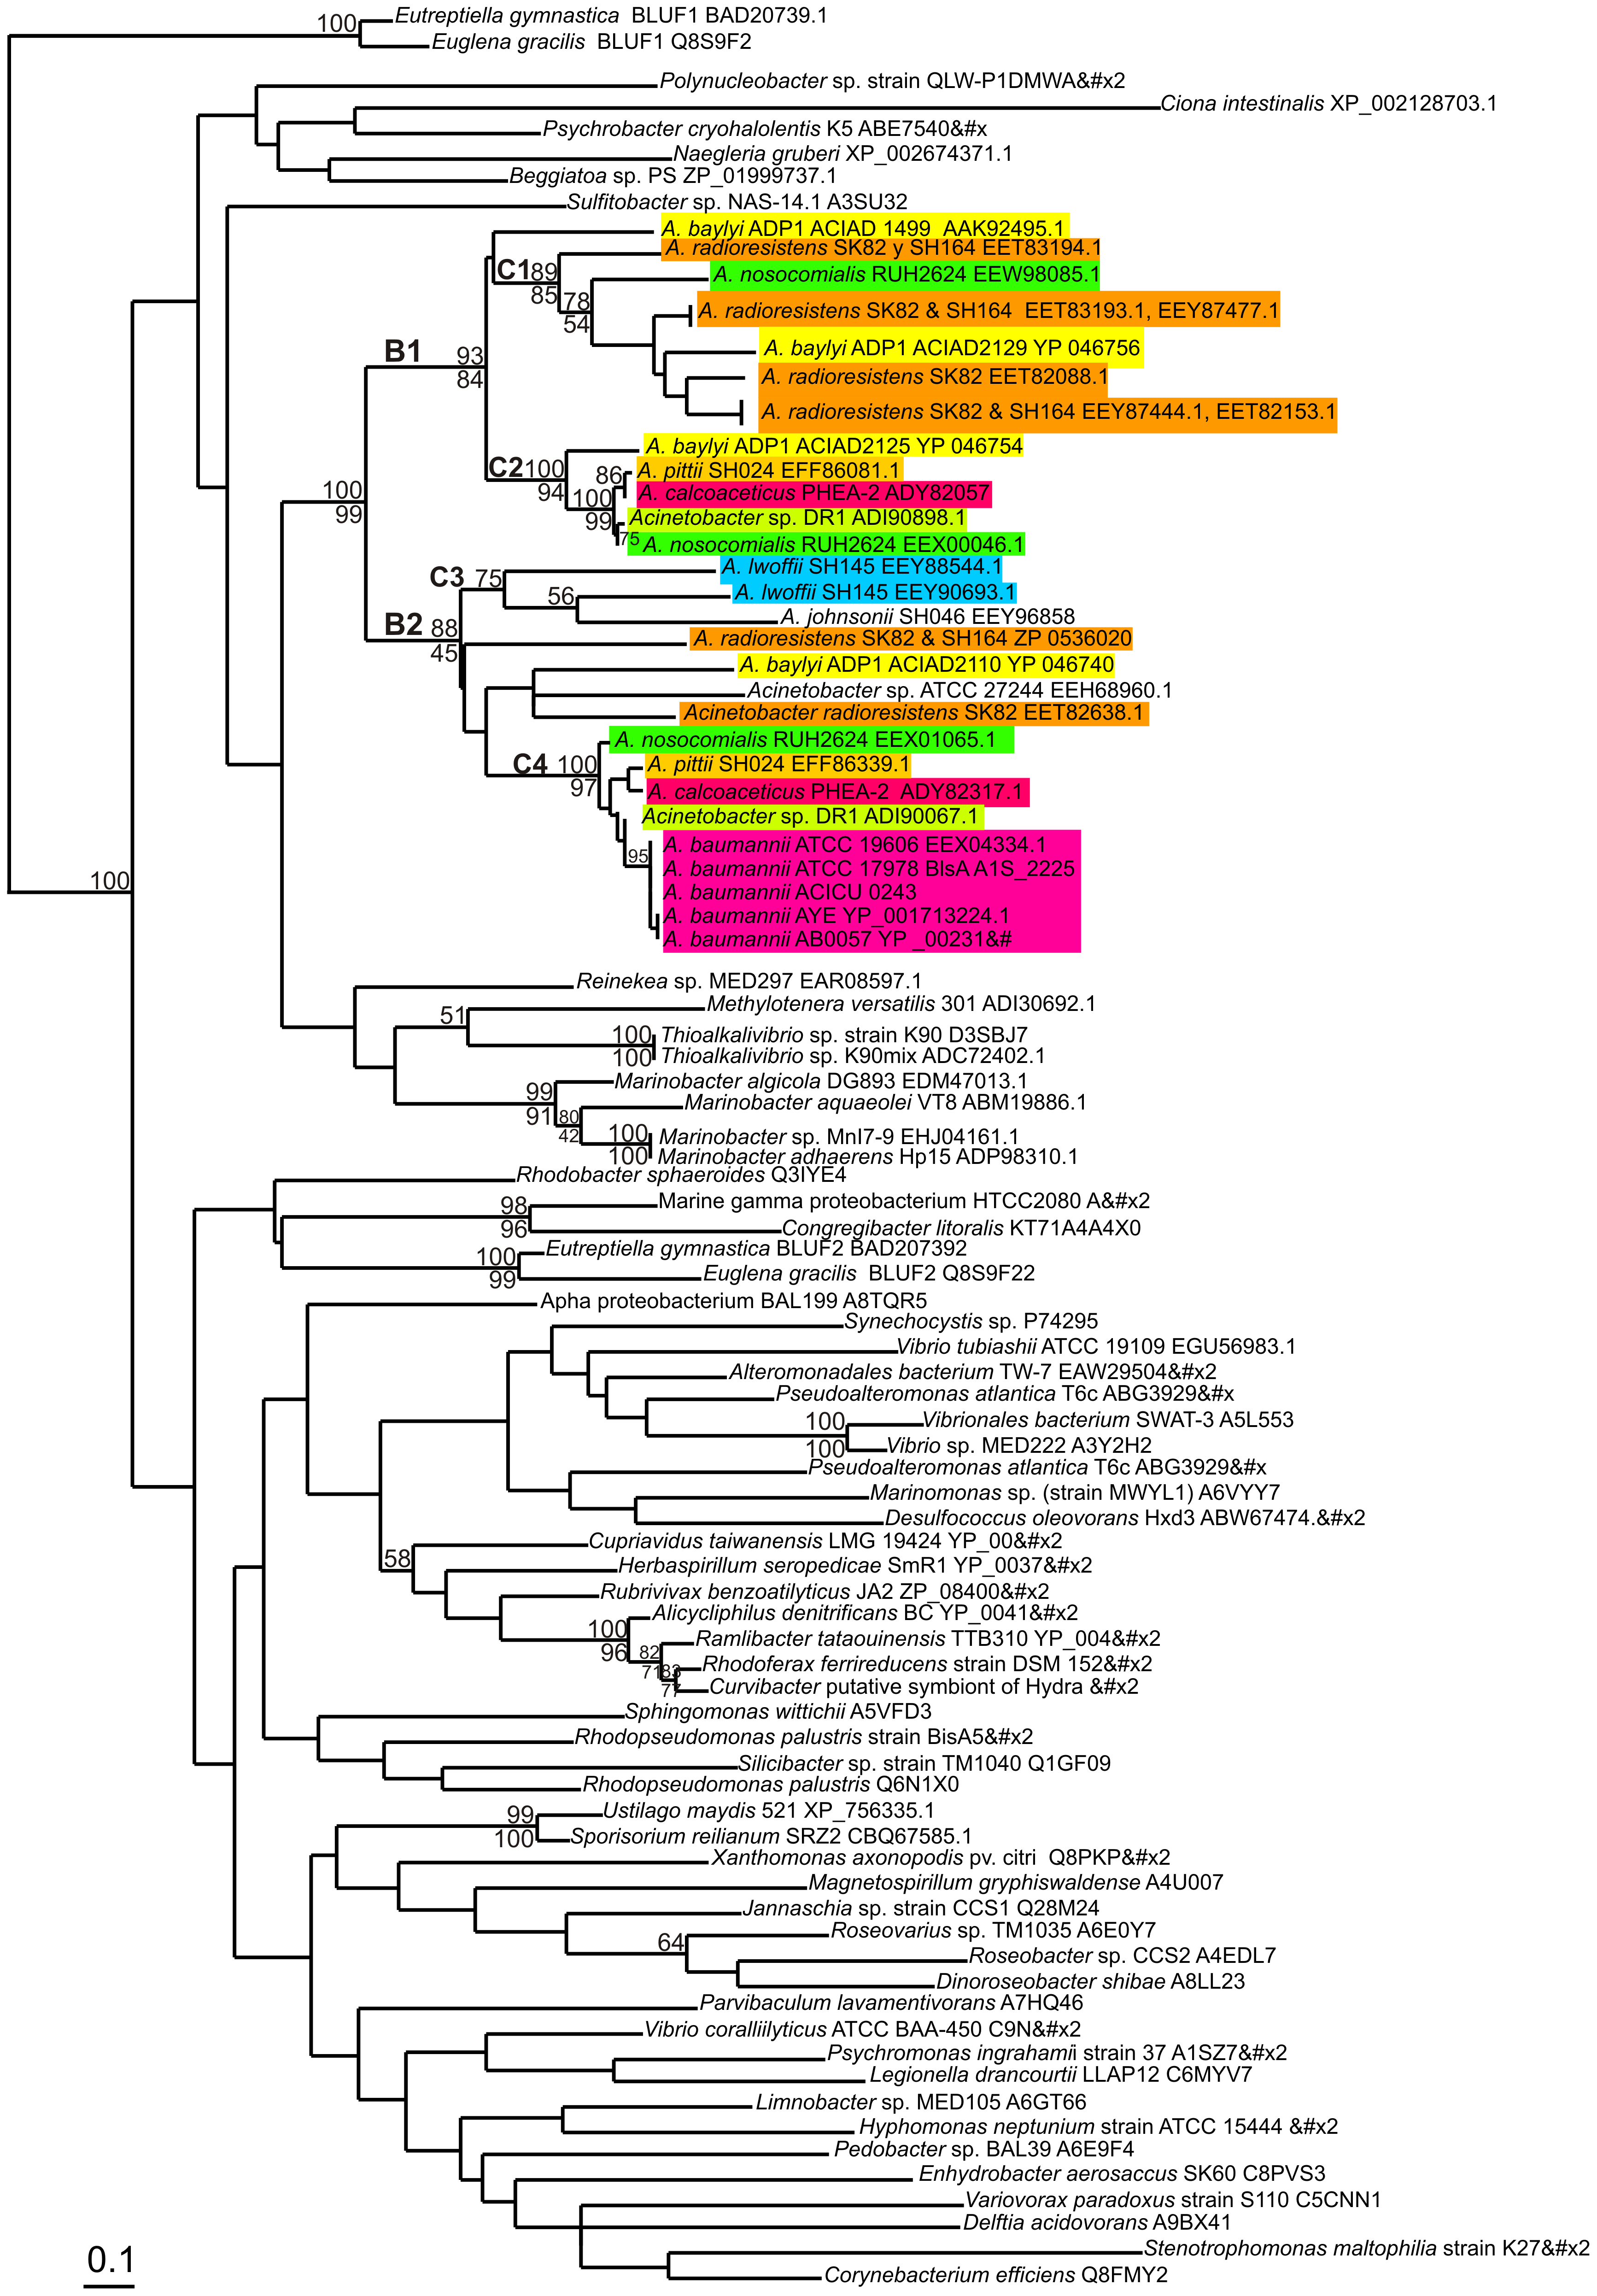 100
Eutreptiella gymnastica BLUF1 BAD20739.1
Euglena gracilis BLUF1 Q8S9F2
Polynucleobacter sp. strain QLW-P1DMWA&#x2
Ciona intestinalis XP_002128703.1
Psychrobacter cryohalolentis K5 ABE7540&#x
Naegleria gruberi XP_002674371.1
Beggiatoa sp. PS ZP_01999737.1
Sulfitobacter sp. NAS-14.1 A3SU32
A. baylyi ADP1 ACIAD 1499 AAK92495.1
A. radioresistens SK82 y SH164 EET83194.1
C1 89
85
A. nosocomialis RUH2624 EEW98085.1
78
54
A. radioresistens SK82 & SH164 EET83193.1, EEY87477.1
B1 93
84
A. baylyi ADP1 ACIAD2129 YP 046756
A. radioresistens SK82 EET82088.1
A. radioresistens SK82 & SH164 EEY87444.1, EET82153.1
A. baylyi ADP1 ACIAD2125 YP 046754
C2 100
94
86
A. pittii SH024 EFF86081.1
100
99
A. calcoaceticus PHEA-2 ADY82057
Acinetobacter sp. DR1 ADI90898.1
75
A. nosocomialis RUH2624 EEX00046.1
100
99
A. lwoffii SH145 EEY88544.1
C3 75
56
A. lwoffii SH145 EEY90693.1
A. johnsonii SH046 EEY96858
B2 88
45
A. radioresistens SK82 & SH164 ZP 0536020
A. baylyi ADP1 ACIAD2110 YP 046740
Acinetobacter sp. ATCC 27244 EEH68960.1
Acinetobacter radioresistens SK82 EET82638.1
A. nosocomialis RUH2624 EEX01065.1
C4 100
97
A. pittii SH024 EFF86339.1
A. calcoaceticus PHEA-2 ADY82317.1
Acinetobacter sp. DR1 ADI90067.1
A. baumannii ATCC 19606 EEX04334.1
95
A. baumannii ATCC 17978 BlsA A1S_2225
A. baumannii ACICU 0243
A. baumannii AYE YP_001713224.1
A. baumannii AB0057 YP _00231&#
100
Reinekea sp. MED297 EAR08597.1
Methylotenera versatilis 301 ADI30692.1
51
100
100
Thioalkalivibrio sp. strain K90 D3SBJ7
Thioalkalivibrio sp. K90mix ADC72402.1
Marinobacter algicola DG893 EDM47013.1
99
91
Marinobacter aquaeolei VT8 ABM19886.1
80
42
100
100
Marinobacter sp. MnI7-9 EHJ04161.1
Marinobacter adhaerens Hp15 ADP98310.1
Rhodobacter sphaeroides Q3IYE4
98
96
Marine gamma proteobacterium HTCC2080 A&#x2
Congregibacter litoralis KT71A4A4X0
100
99
Eutreptiella gymnastica BLUF2 BAD207392
Euglena gracilis BLUF2 Q8S9F22
Apha proteobacterium BAL199 A8TQR5
Synechocystis sp. P74295
Vibrio tubiashii ATCC 19109 EGU56983.1
Alteromonadales bacterium TW-7 EAW29504&#x2
Pseudoalteromonas atlantica T6c ABG3929&#x
100
100
Vibrionales bacterium SWAT-3 A5L553
Vibrio sp. MED222 A3Y2H2
Pseudoalteromonas atlantica T6c ABG3929&#x
Marinomonas sp. (strain MWYL1) A6VYY7
Desulfococcus oleovorans Hxd3 ABW67474.&#x2
Cupriavidus taiwanensis LMG 19424 YP_00&#x2
58
Herbaspirillum seropedicae SmR1 YP_0037&#x2
Rubrivivax benzoatilyticus JA2 ZP_08400&#x2
Alicycliphilus denitrificans BC YP_0041&#x2
100
96
Ramlibacter tataouinensis TTB310 YP_004&#x2
82
71
83
77
Rhodoferax ferrireducens strain DSM 152&#x2
Curvibacter putative symbiont of Hydra &#x2
Sphingomonas wittichii A5VFD3
Rhodopseudomonas palustris strain BisA5&#x2
Silicibacter sp. strain TM1040 Q1GF09
Rhodopseudomonas palustris Q6N1X0
99
100
Ustilago maydis 521 XP_756335.1
Sporisorium reilianum SRZ2 CBQ67585.1
Xanthomonas axonopodis pv. citri Q8PKP&#x2
Magnetospirillum gryphiswaldense A4U007
Jannaschia sp. strain CCS1 Q28M24
Roseovarius sp. TM1035 A6E0Y7
64
Roseobacter sp. CCS2 A4EDL7
Dinoroseobacter shibae A8LL23
Parvibaculum lavamentivorans A7HQ46
Vibrio coralliilyticus ATCC BAA-450 C9N&#x2
Psychromonas ingrahamii strain 37 A1SZ7&#x2
Legionella drancourtii LLAP12 C6MYV7
Limnobacter sp. MED105 A6GT66
Hyphomonas neptunium strain ATCC 15444 &#x2
Pedobacter sp. BAL39 A6E9F4
Enhydrobacter aerosaccus SK60 C8PVS3
Variovorax paradoxus strain S110 C5CNN1
Delftia acidovorans A9BX41
Stenotrophomonas maltophilia strain K27&#x2
Corynebacterium efficiens Q8FMY2
0.1